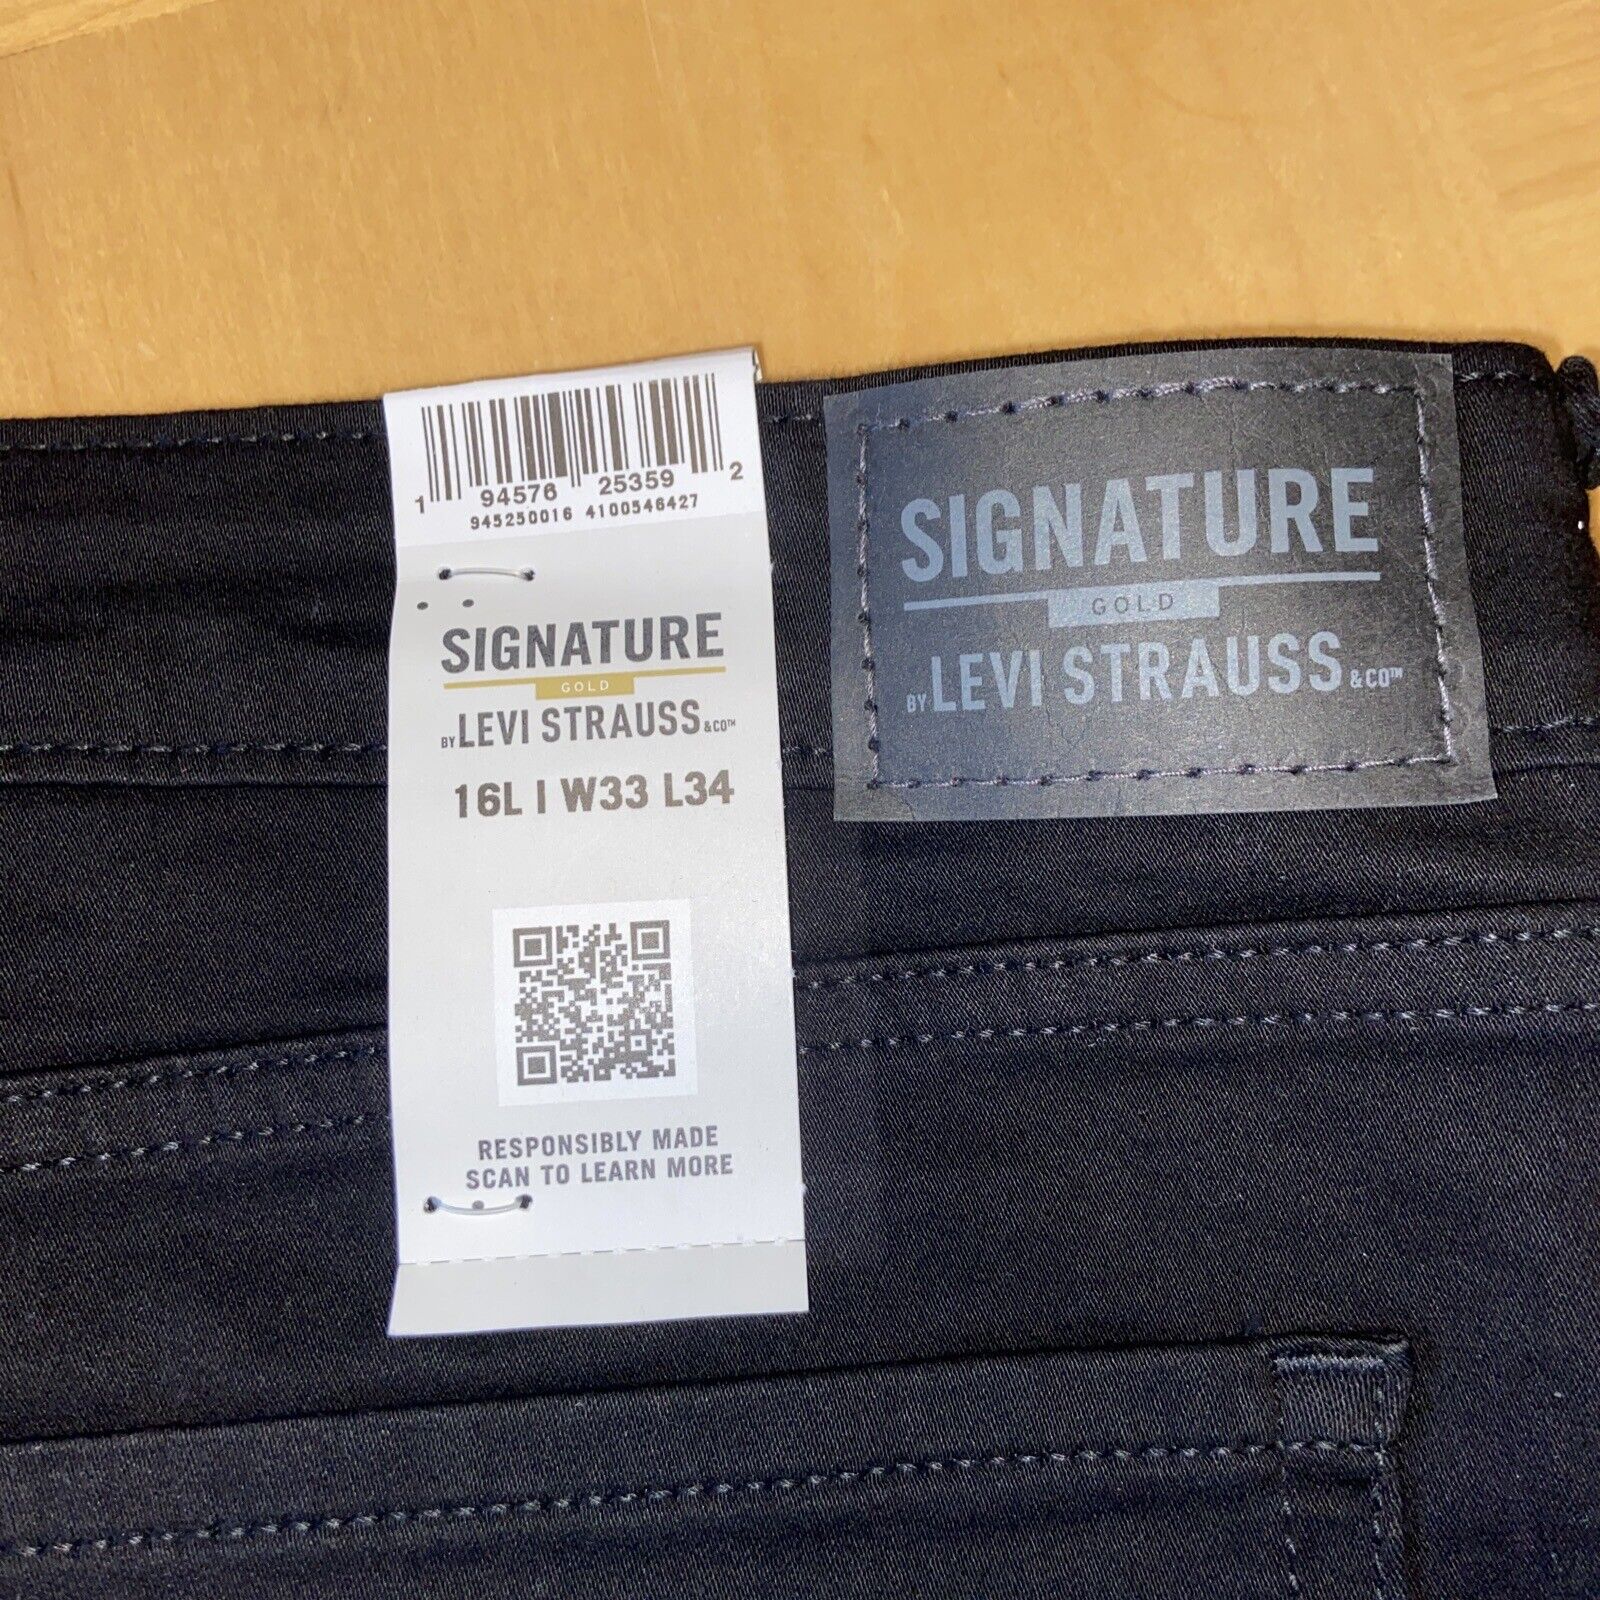 1 94576 25359 2
945250016 4100546427
SIGNATURE
GOLD
BY LEVI STRAUSS &CO™
16L | W33 L34
RESPONSIBLY MADE
SCAN TO LEARN MORE
SIGNATURE
GOLD
BY LEVI STRAUSS &CO™